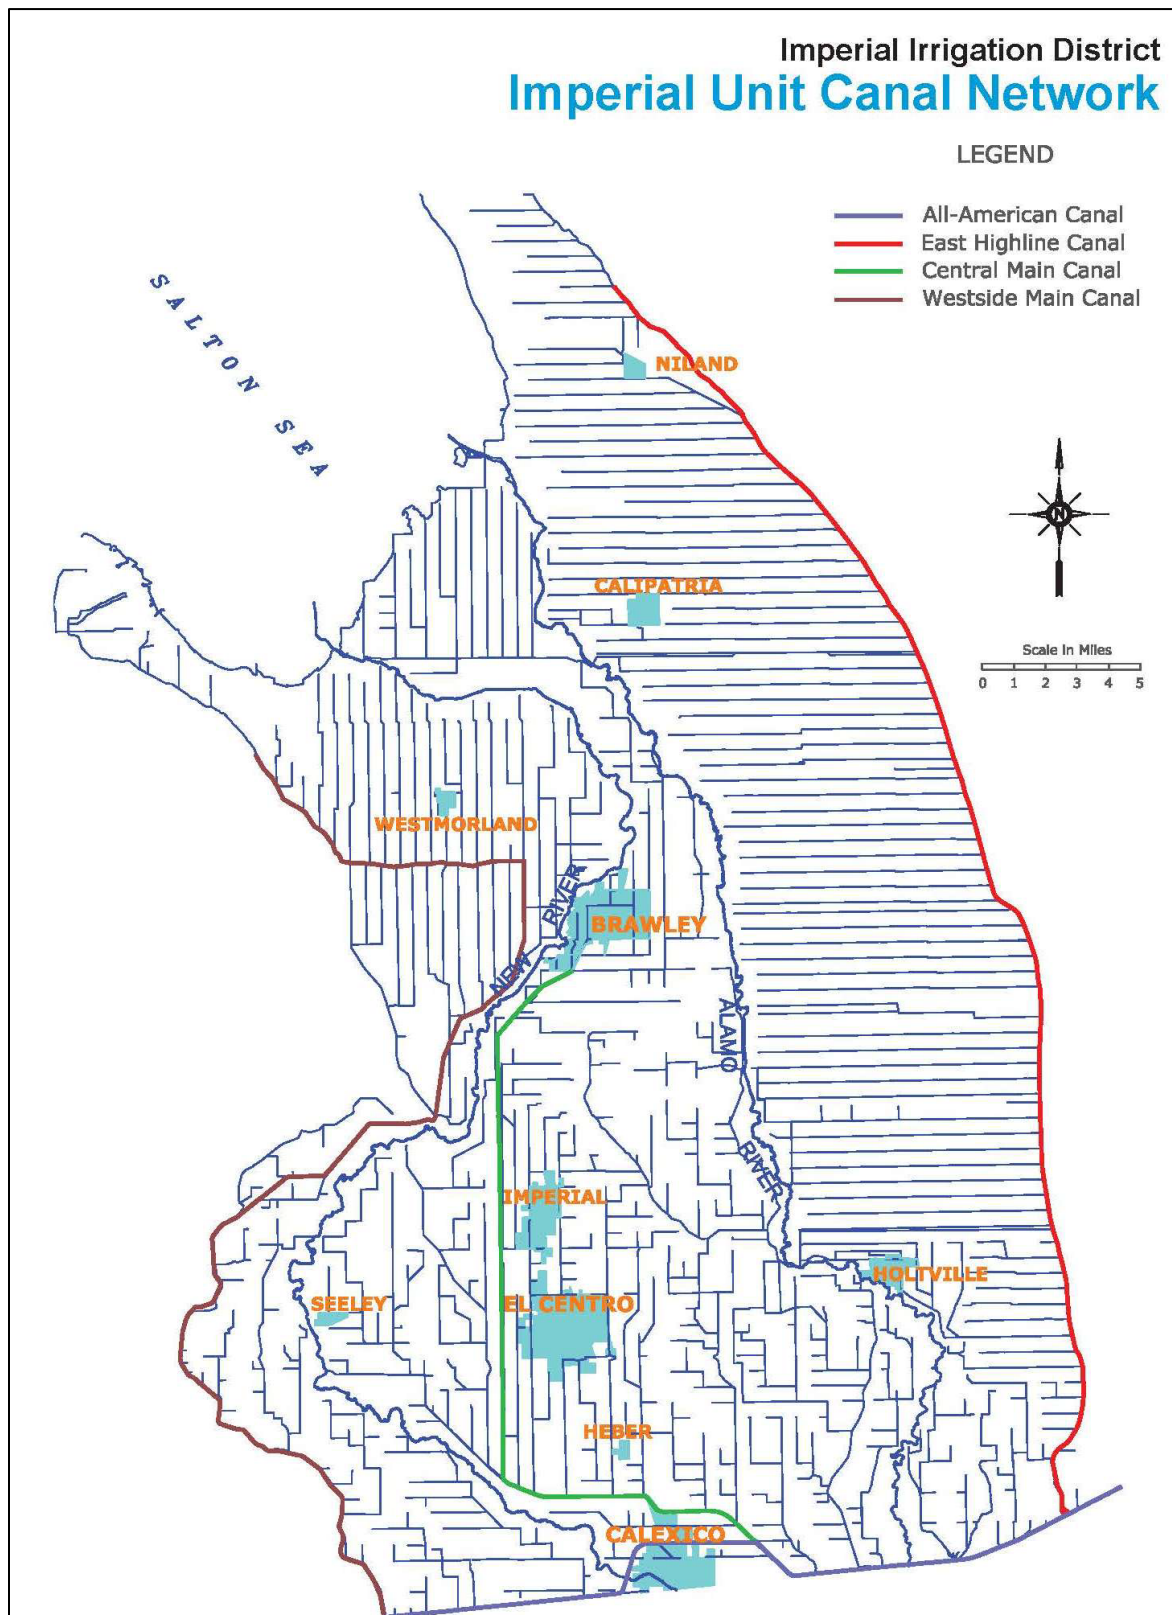 Imperial Irrigation District
Imperial Unit Canal Network
LEGEND
All-American Canal
East Highline Canal
Central Main Canal
Westside Main Canal
SALTON SEA
NILAND
N
CALIPATRIA
Scale In Miles
0 1 2 3 4 5
WESTMORLAND
NEW RIVER
BRAWLEY
ALAMO RIVER
IMPERIAL
HOLTVILLE
SEELEY
EL CENTRO
HEBER
CALEXICO